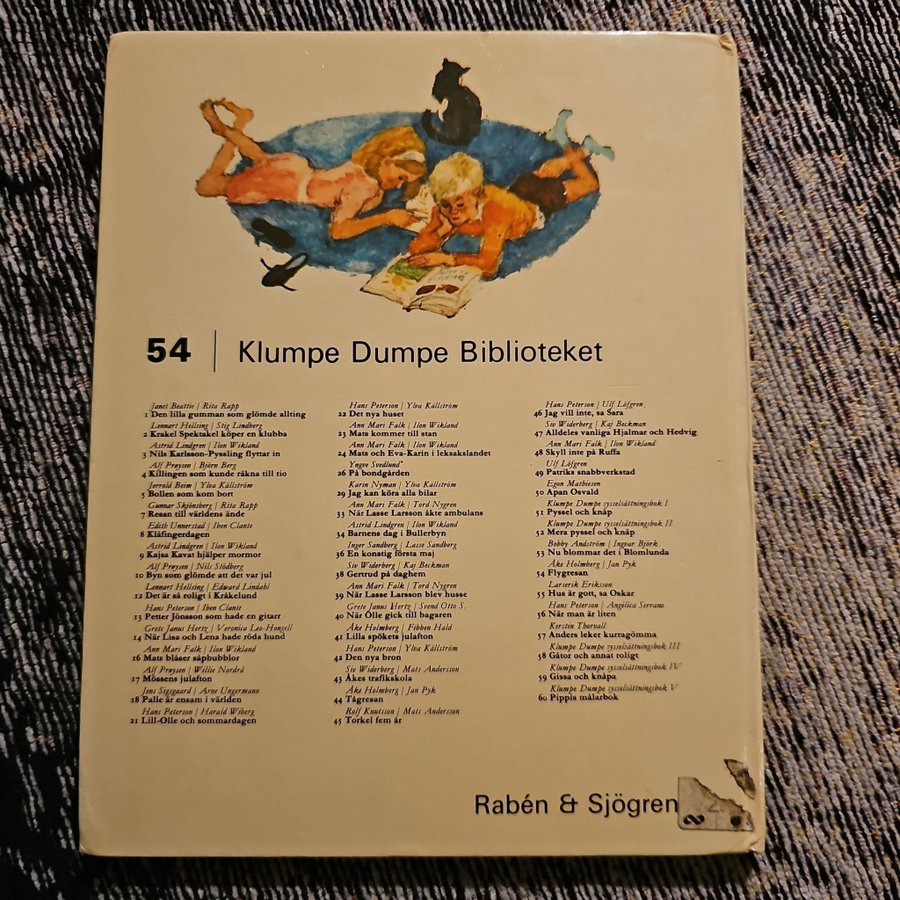 54 | Klumpe Dumpe Biblioteket
Janet Beattie / Rita Rapp
1 Den lilla gumman som glömde allting
Lennart Hellsing / Stig Lindberg
2 Krakel Spektakel köper en klubba
Astrid Lindgren / Ilon Wikland
3 Nils Karlsson-Pyssling flyttar in
Alf Prøysen / Björn Berg
4 Killingen som kunde räkna till tio
Jerrold Beim / Ylva Källström
5 Bollen som kom bort
Gunnar Skjönsberg / Rita Rapp
7 Resan till världens ände
Edith Unnerstad / Iben Clante
8 Klåfingerdagen
Astrid Lindgren / Ilon Wikland
9 Kajsa Kavat hjälper mormor
Alf Prøysen / Nils Stödberg
10 Byn som glömde att det var jul
Lennart Hellsing / Edward Lindahl
12 Det är så roligt i Kråkelund
Hans Peterson / Iben Clante
13 Petter Jönsson som hade en gitarr
Grete Janus Hertz / Veronica Leo-Hongell
14 När Lisa och Lena hade röda hund
Ann Mari Falk / Ilon Wikland
16 Mats blåser såpbubblor
Alf Prøysen / Willie Nordrå
17 Mössens julafton
Jens Sigsgaard / Arne Ungermann
18 Palle är ensam i världen
Hans Peterson / Harald Wiberg
21 Lill-Olle och sommardagen
Hans Peterson / Ylva Källström
22 Det nya huset
Ann Mari Falk / Ilon Wikland
23 Mats kommer till stan
Ann Mari Falk / Ilon Wikland
24 Mats och Eva-Karin i leksakslandet
Yngve Svedlund
26 På bondgården
Karin Nyman / Ylva Källström
29 Jag kan köra alla bilar
Ann Mari Falk / Tord Nygren
33 När Lasse Larsson åkte ambulans
Astrid Lindgren / Ilon Wikland
34 Barnens dag i Bullerbyn
Inger Sandberg / Lasse Sandberg
36 En konstig första maj
Siv Widerberg / Kaj Beckman
38 Gertrud på daghem
Ann Mari Falk / Tord Nygren
39 När Lasse Larsson blev husse
Grete Janus Hertz / Svend Otto S.
40 När Olle gick till bagaren
Åke Holmberg / Fibben Hald
41 Lilla spökets julafton
Hans Peterson / Ylva Källström
42 Den nya bron
Siv Widerberg / Mats Andersson
43 Åkes trafikskola
Åke Holmberg / Jan Pyk
44 Tågresan
Rolf Knutsson / Mats Andersson
45 Torkel fem år
Hans Peterson / Ulf Löfgren
46 Jag vill inte, sa Sara
Siv Widerberg / Kaj Beckman
47 Alldeles vanliga Hjalmar och Hedvig
Ann Mari Falk / Ilon Wikland
48 Skyll inte på Ruffa
Ulf Löfgren
49 Patriks snabbverkstad
Egon Mathiesen
50 Apan Osvald
Klumpe Dumpe sysselsättningsbok I
51 Pyssel och knåp
Klumpe Dumpe sysselsättningsbok II
52 Mera pyssel och knåp
Bobby Andström / Ingvar Björk
53 Nu blommar det i Blomlunda
Åke Holmberg / Jan Pyk
54 Flygresan
Larserik Eriksson
55 Hus är gott, sa Oskar
Hans Peterson / Angelica Serrano
56 När man är liten
Kerstin Thorvall
57 Anders leker kurragömma
Klumpe Dumpe sysselsättningsbok III
58 Gåtor och annat roligt
Klumpe Dumpe sysselsättningsbok IV
59 Gissa och knåpa
Klumpe Dumpe sysselsättningsbok V
60 Pippis målarbok
Rabén & Sjögren